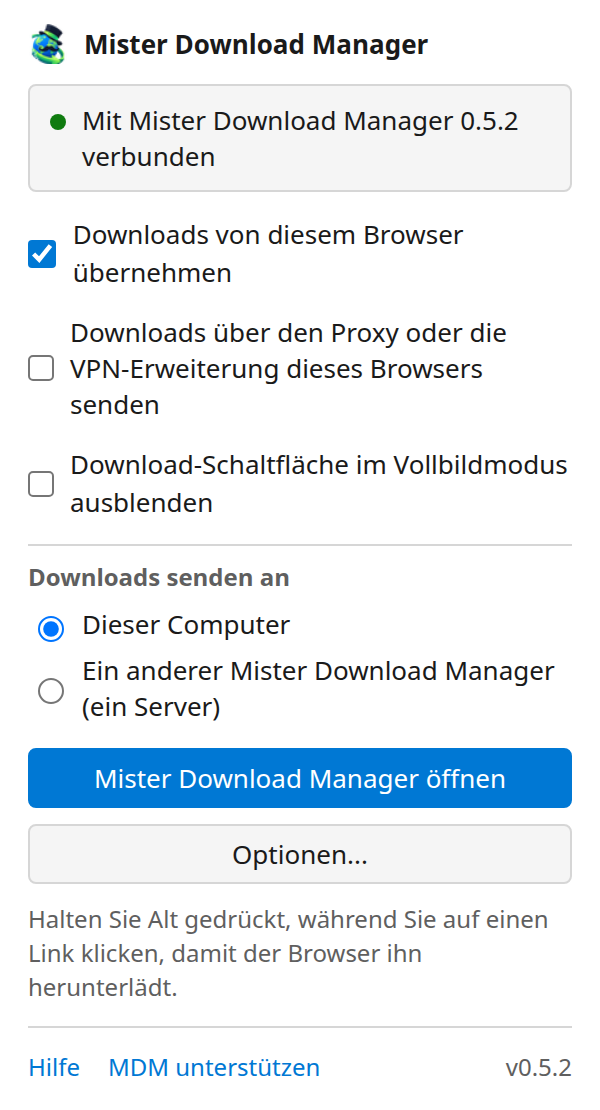 Mister Download Manager
Mit Mister Download Manager 0.5.2
verbunden
Downloads von diesem Browser
übernehmen
Downloads über den Proxy oder die
VPN-Erweiterung dieses Browsers
senden
Download-Schaltfläche im Vollbildmodus
ausblenden
Downloads senden an
Dieser Computer
Ein anderer Mister Download Manager
(ein Server)
Mister Download Manager öffnen
Optionen...
Halten Sie Alt gedrückt, während Sie auf einen
Link klicken, damit der Browser ihn
herunterlädt.
Hilfe MDM unterstützen v0.5.2